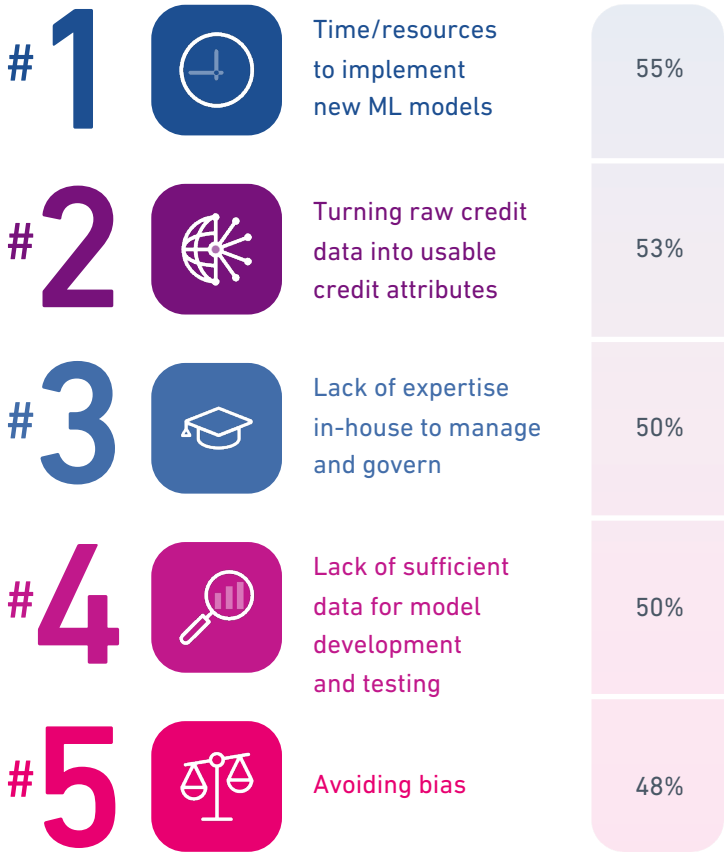 #1
Time/resources
to implement
new ML models
55%
#2
Turning raw credit
data into usable
credit attributes
53%
#3
Lack of expertise
in-house to manage
and govern
50%
#4
Lack of sufficient
data for model
development
and testing
50%
#5
Avoiding bias
48%